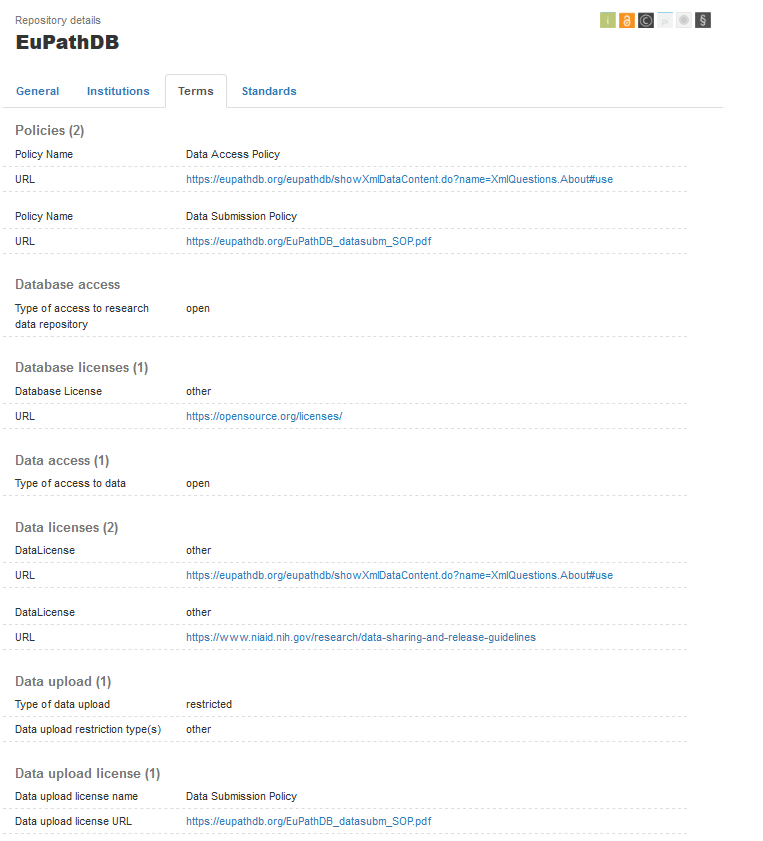 Repository details
EuPathDB
General Institutions Terms Standards
Policies (2)
Policy Name Data Access Policy
URL https://eupathdb.org/eupathdb/showXmlDataContent.do?name=XmlQuestions.About#use
Policy Name Data Submission Policy
URL https://eupathdb.org/EuPathDB_datasubm_SOP.pdf
Database access
Type of access to research open
data repository
Database licenses (1)
Database License other
URL https://opensource.org/licenses/
Data access (1)
Type of access to data open
Data licenses (2)
DataLicense other
URL https://eupathdb.org/eupathdb/showXmlDataContent.do?name=XmlQuestions.About#use
DataLicense other
URL https://www.niaid.nih.gov/research/data-sharing-and-release-guidelines
Data upload (1)
Type of data upload restricted
Data upload restriction type(s) other
Data upload license (1)
Data upload license name Data Submission Policy
Data upload license URL https://eupathdb.org/EuPathDB_datasubm_SOP.pdf